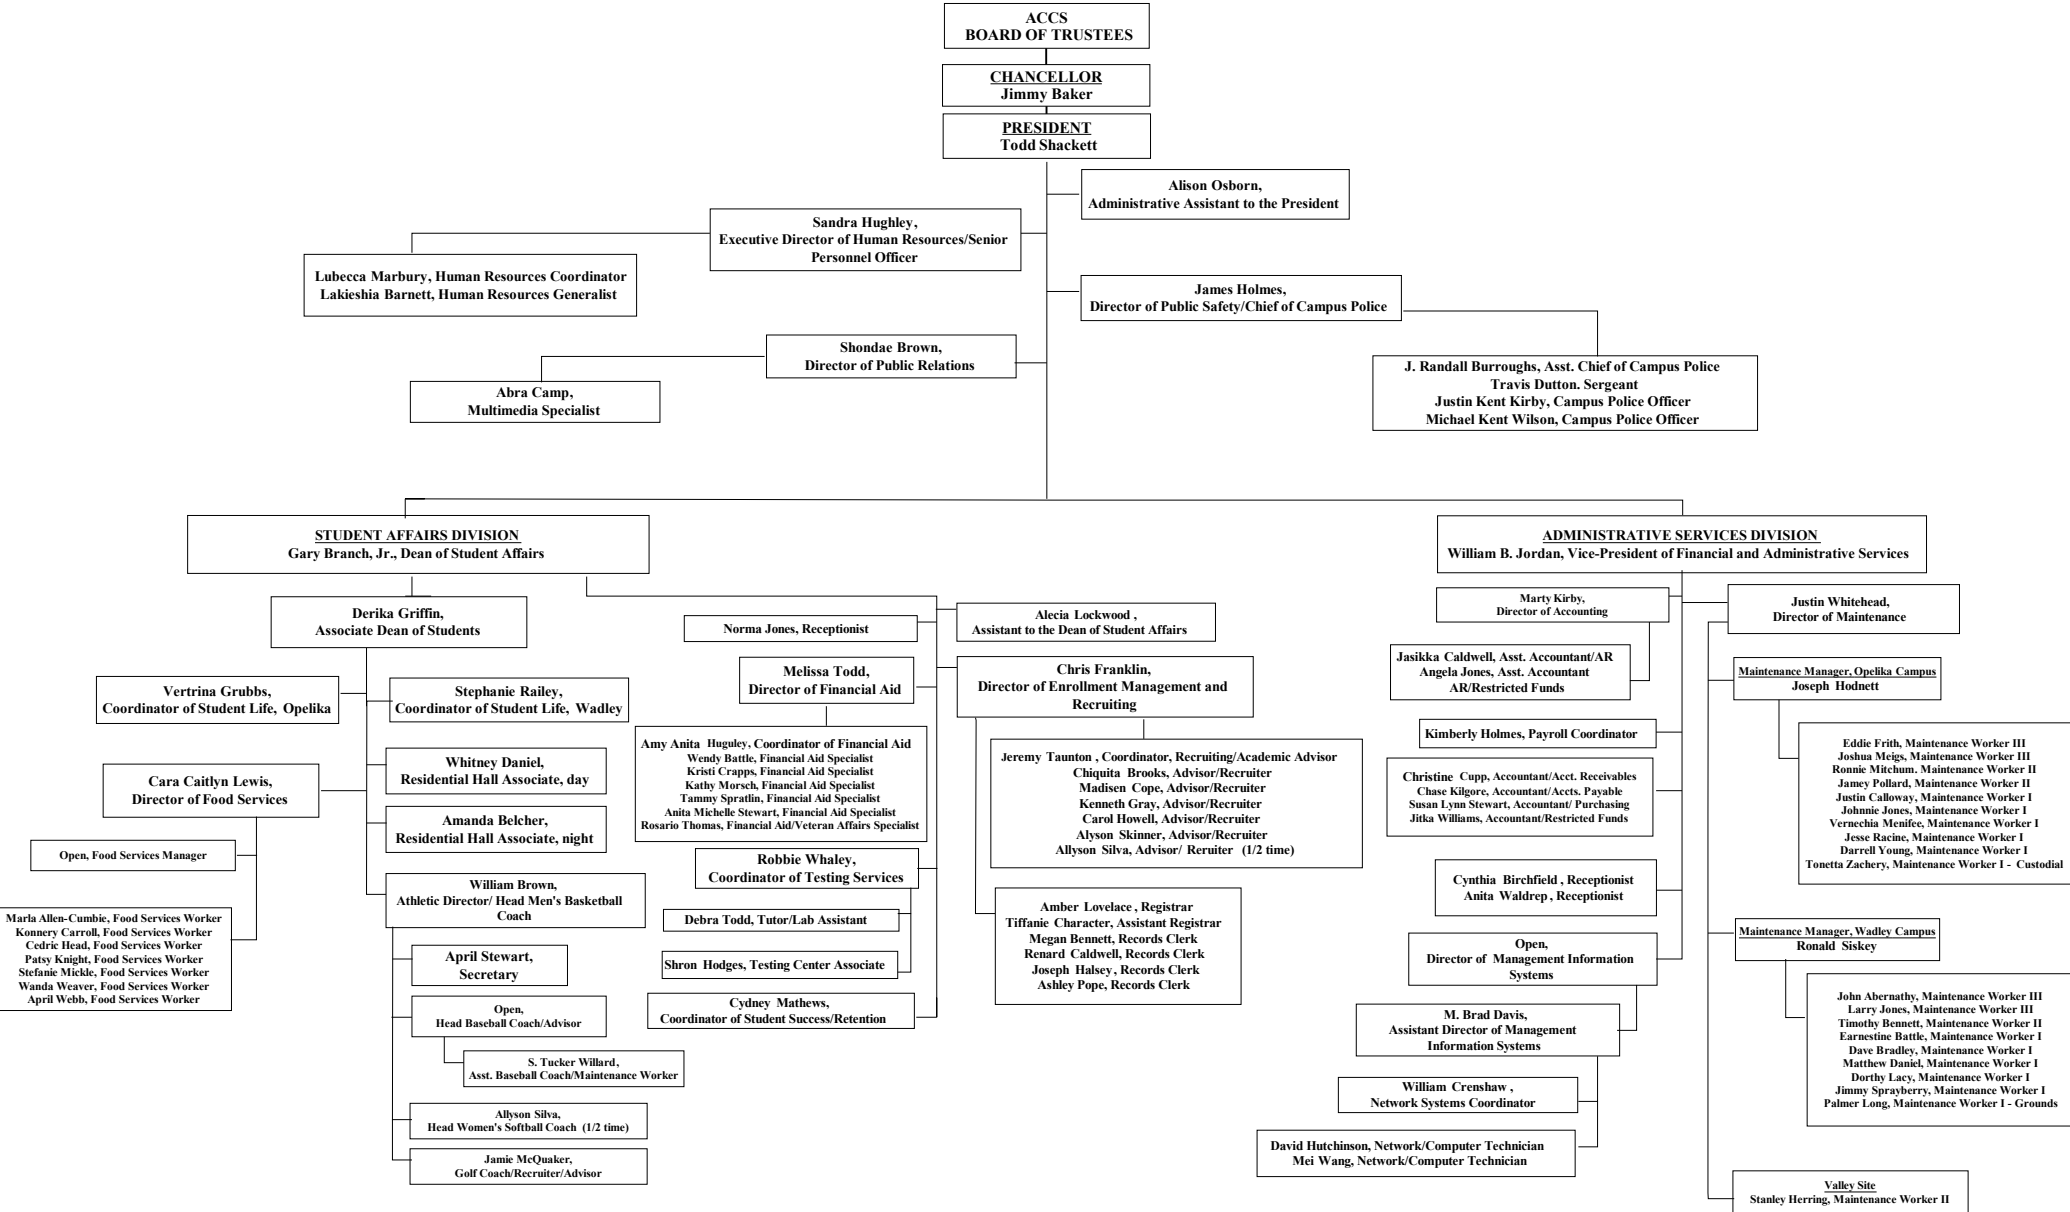 ACCS
BOARD OF TRUSTEES
CHANCELLOR
Jimmy Baker
PRESIDENT
Todd Shackett
Alison Osborn,
Administrative Assistant to the President
Sandra Hughley,
Executive Director of Human Resources/Senior
Personnel Officer
Lubecca Marbury, Human Resources Coordinator
Lakieshia Barnett, Human Resources Generalist
James Holmes,
Director of Public Safety/Chief of Campus Police
Shondae Brown,
Director of Public Relations
J. Randall Burroughs, Asst. Chief of Campus Police
Travis Dutton. Sergeant
Justin Kent Kirby, Campus Police Officer
Michael Kent Wilson, Campus Police Officer
Abra Camp,
Multimedia Specialist
STUDENT AFFAIRS DIVISION
Gary Branch, Jr., Dean of Student Affairs
Derika Griffin,
Associate Dean of Students
Vertrina Grubbs,
Coordinator of Student Life, Opelika
Stephanie Railey,
Coordinator of Student Life, Wadley
Whitney Daniel,
Residential Hall Associate, day
Cara Caitlyn Lewis,
Director of Food Services
Amanda Belcher,
Residential Hall Associate, night
Open, Food Services Manager
Marla Allen-Cumbie, Food Services Worker
Konnery Carroll, Food Services Worker
Cedric Head, Food Services Worker
Patsy Knight, Food Services Worker
Stefanie Mickle, Food Services Worker
Wanda Weaver, Food Services Worker
April Webb, Food Services Worker
William Brown,
Athletic Director/ Head Men's Basketball
Coach
April Stewart,
Secretary
Open,
Head Baseball Coach/Advisor
S. Tucker Willard,
Asst. Baseball Coach/Maintenance Worker
Allyson Silva,
Head Women's Softball Coach (1/2 time)
Jamie McQuaker,
Golf Coach/Recruiter/Advisor
Alecia Lockwood ,
Assistant to the Dean of Student Affairs
Norma Jones, Receptionist
Melissa Todd,
Director of Financial Aid
Amy Anita Huguley, Coordinator of Financial Aid
Wendy Battle, Financial Aid Specialist
Kristi Crapps, Financial Aid Specialist
Kathy Morsch, Financial Aid Specialist
Tammy Spratlin, Financial Aid Specialist
Anita Michelle Stewart, Financial Aid Specialist
Rosario Thomas, Financial Aid/Veteran Affairs Specialist
Robbie Whaley,
Coordinator of Testing Services
Debra Todd, Tutor/Lab Assistant
Shron Hodges, Testing Center Associate
Cydney Mathews,
Coordinator of Student Success/Retention
Chris Franklin,
Director of Enrollment Management and
Recruiting
Jeremy Taunton , Coordinator, Recruiting/Academic Advisor
Chiquita Brooks, Advisor/Recruiter
Madisen Cope, Advisor/Recruiter
Kenneth Gray, Advisor/Recruiter
Carol Howell, Advisor/Recruiter
Alyson Skinner, Advisor/Recruiter
Allyson Silva, Advisor/ Reruiter (1/2 time)
Amber Lovelace , Registrar
Tiffanie Character, Assistant Registrar
Megan Bennett, Records Clerk
Renard Caldwell, Records Clerk
Joseph Halsey, Records Clerk
Ashley Pope, Records Clerk
ADMINISTRATIVE SERVICES DIVISION
William B. Jordan, Vice-President of Financial and Administrative Services
Marty Kirby,
Director of Accounting
Jasikka Caldwell, Asst. Accountant/AR
Angela Jones, Asst. Accountant
AR/Restricted Funds
Kimberly Holmes, Payroll Coordinator
Christine Cupp, Accountant/Acct. Receivables
Chase Kilgore, Accountant/Accts. Payable
Susan Lynn Stewart, Accountant/ Purchasing
Jitka Williams, Accountant/Restricted Funds
Cynthia Birchfield , Receptionist
Anita Waldrep , Receptionist
Open,
Director of Management Information
Systems
M. Brad Davis,
Assistant Director of Management
Information Systems
William Crenshaw ,
Network Systems Coordinator
David Hutchinson, Network/Computer Technician
Mei Wang, Network/Computer Technician
Justin Whitehead,
Director of Maintenance
Maintenance Manager, Opelika Campus
Joseph Hodnett
Eddie Frith, Maintenance Worker III
Joshua Meigs, Maintenance Worker III
Ronnie Mitchum. Maintenance Worker II
Jamey Pollard, Maintenance Worker II
Justin Calloway, Maintenance Worker I
Johnnie Jones, Maintenance Worker I
Vernechia Menifee, Maintenance Worker I
Jesse Racine, Maintenance Worker I
Darrell Young, Maintenance Worker I
Tonetta Zachery, Maintenance Worker I - Custodial
Maintenance Manager, Wadley Campus
Ronald Siskey
John Abernathy, Maintenance Worker III
Larry Jones, Maintenance Worker III
Timothy Bennett, Maintenance Worker II
Earnestine Battle, Maintenance Worker I
Dave Bradley, Maintenance Worker I
Matthew Daniel, Maintenance Worker I
Dorthy Lacy, Maintenance Worker I
Jimmy Sprayberry, Maintenance Worker I
Palmer Long, Maintenance Worker I - Grounds
Valley Site
Stanley Herring, Maintenance Worker II